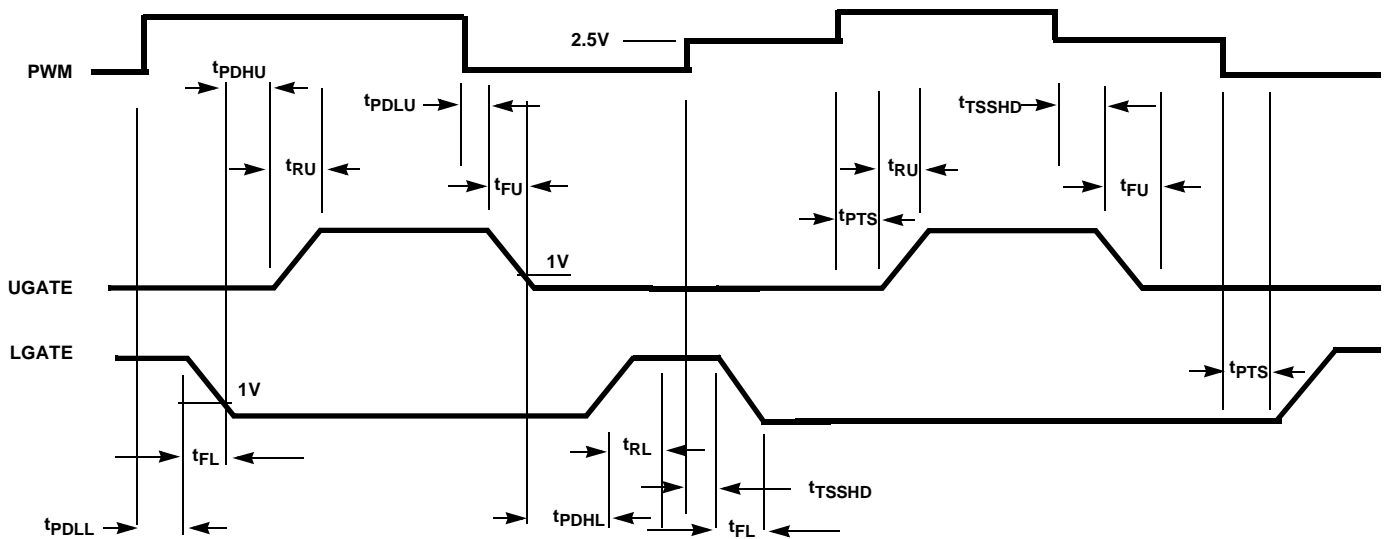 2.5V
PWM
tPDHU
tPDLU
tTSSHD
tRU
tFU
tRU
tFU
tPTS
1V
UGATE
LGATE
1V
tPTS
tRL
tFL
tTSSHD
tPDLL
tPDHL
tFL